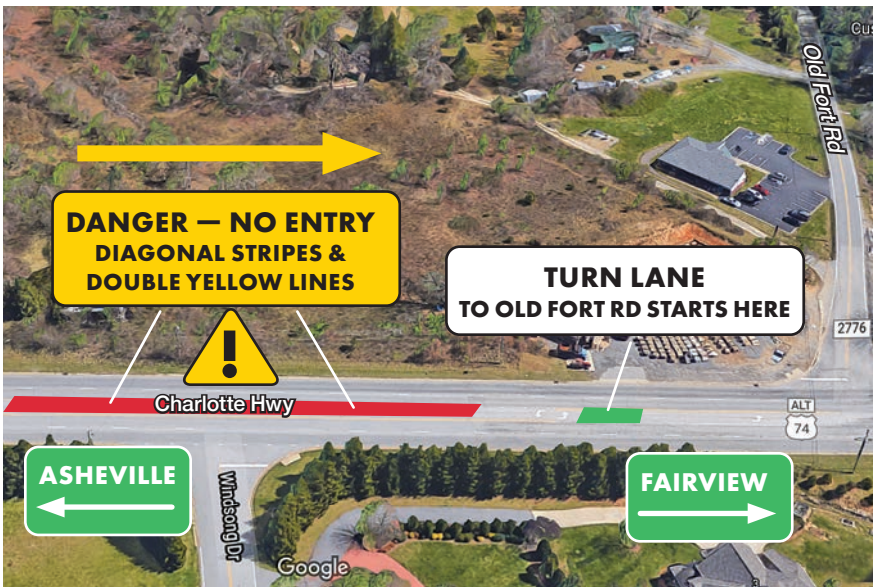 Cus
Old Fort Rd
DANGER — NO ENTRY
DIAGONAL STRIPES &
DOUBLE YELLOW LINES
TURN LANE
TO OLD FORT RD STARTS HERE
2776
!
Charlotte Hwy
ALT
74
ASHEVILLE
FAIRVIEW
Windsong Dr
Google